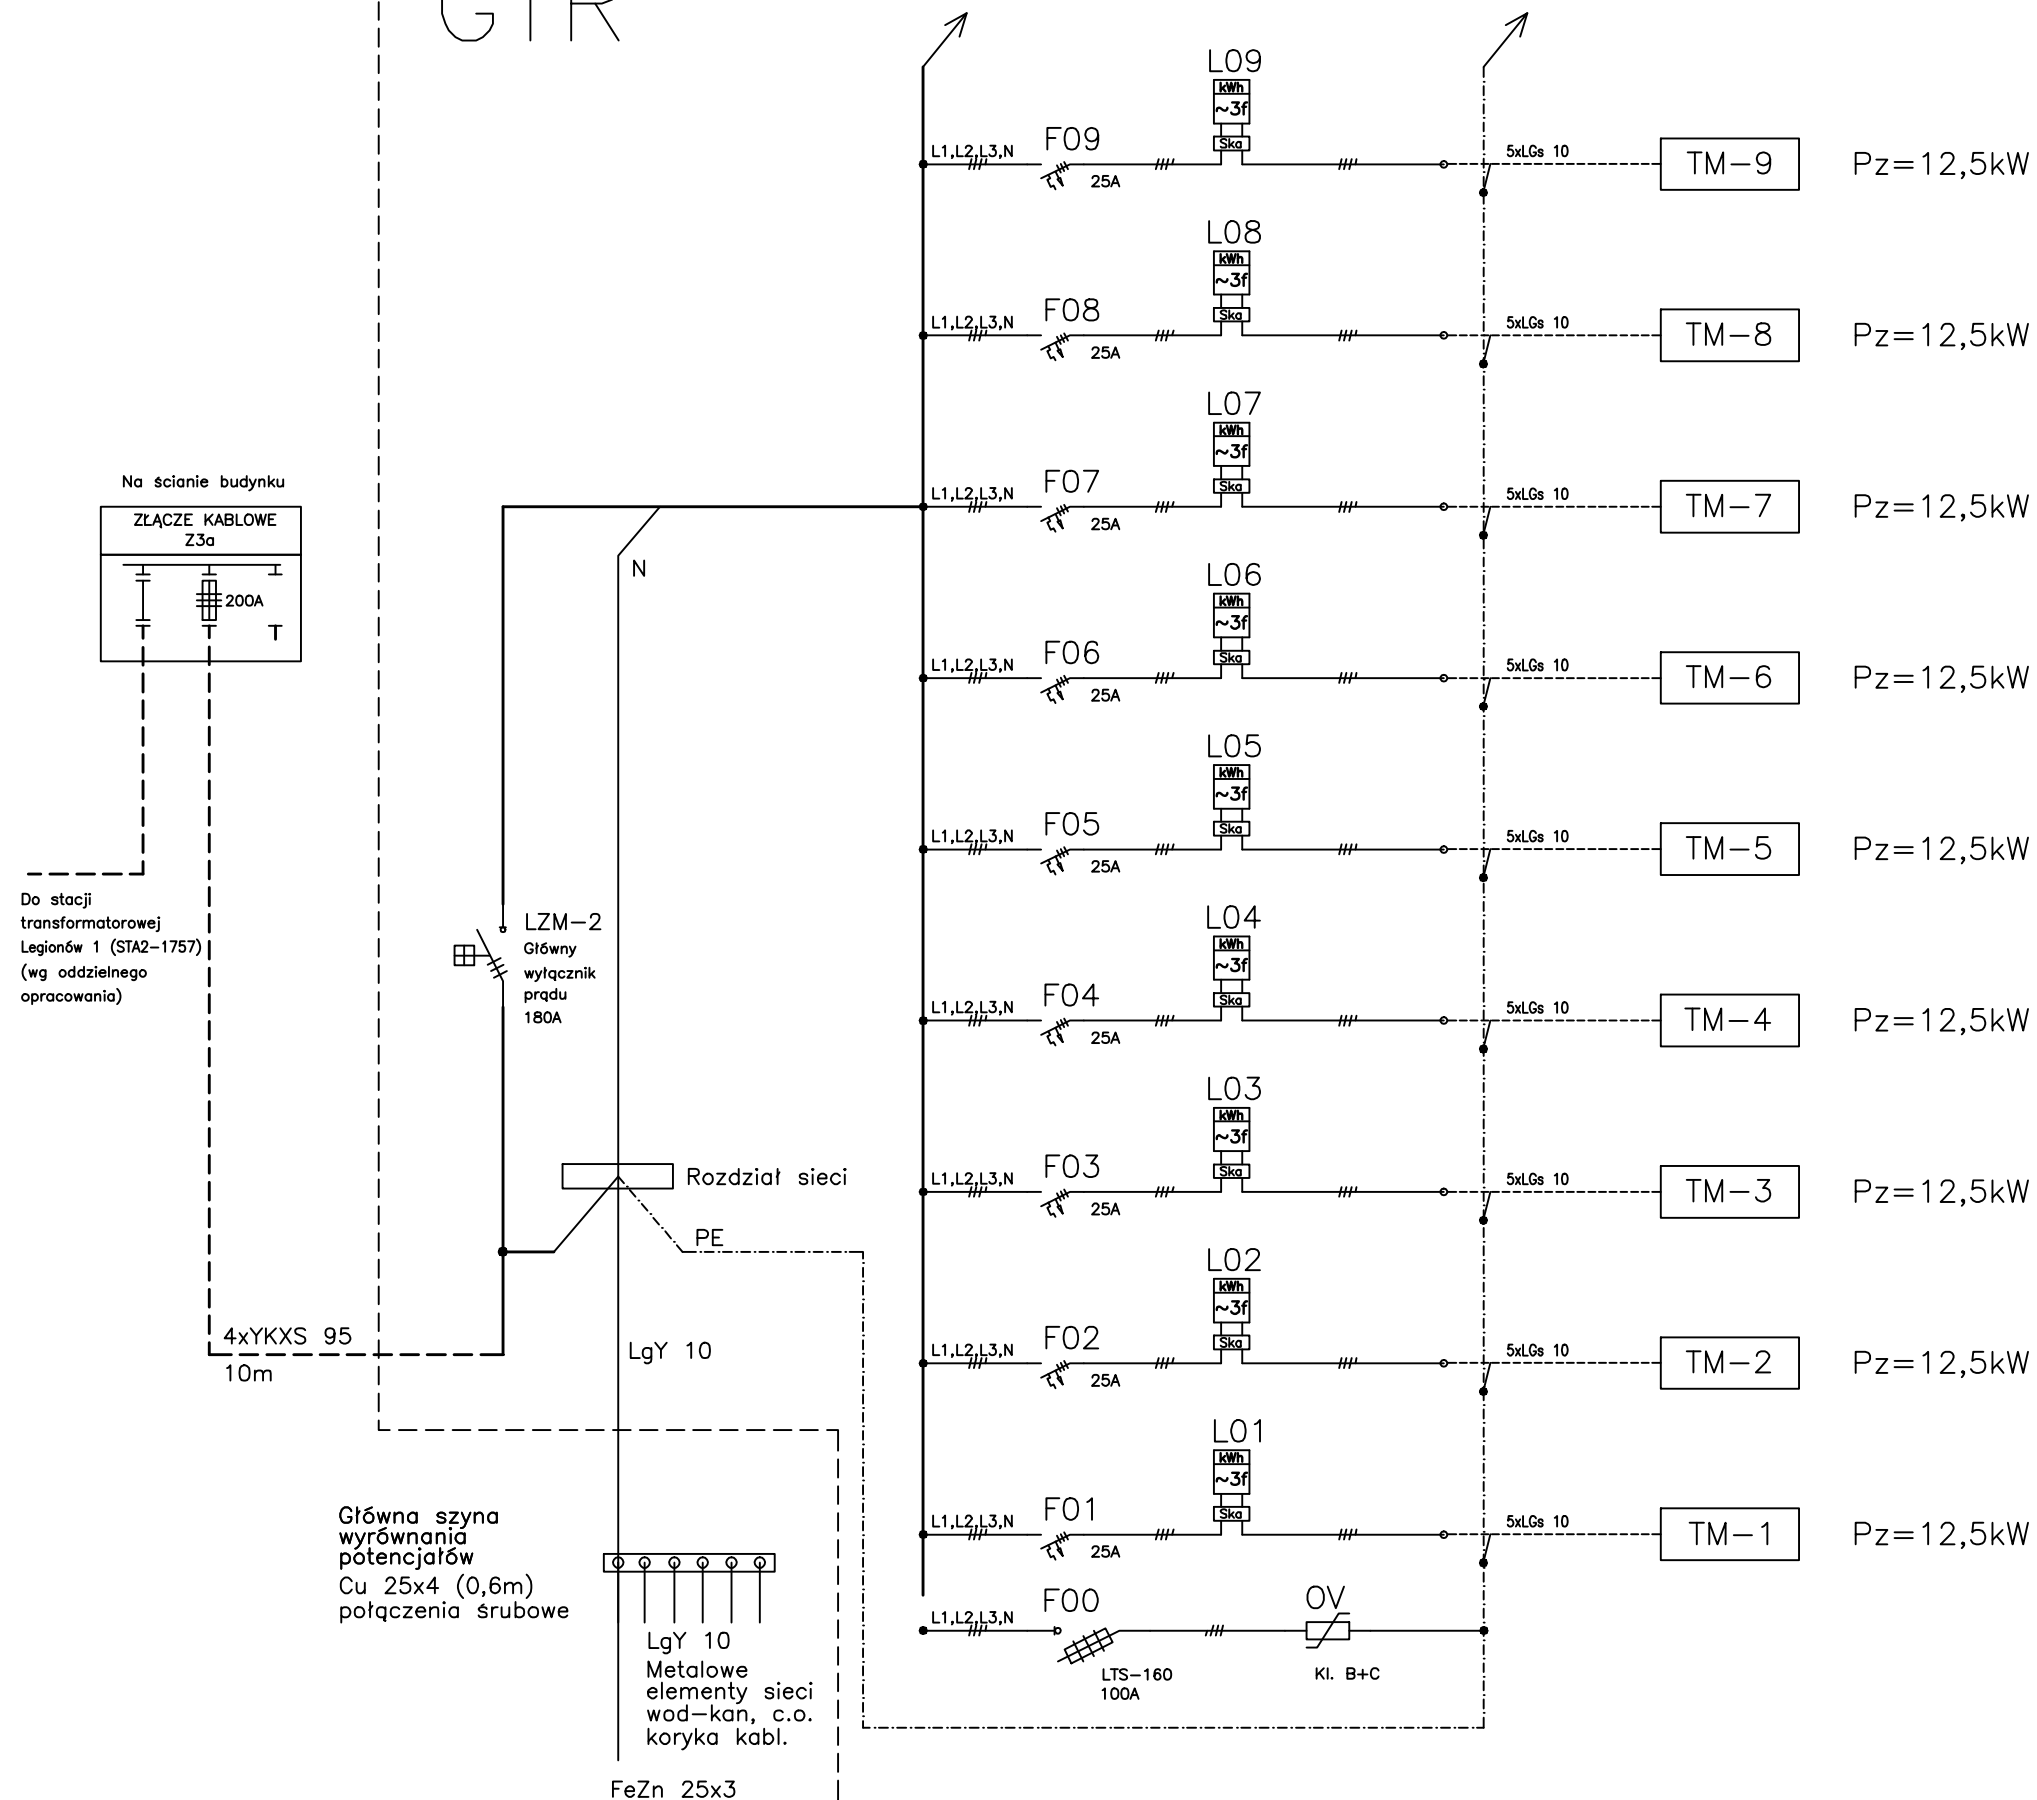 GTR
L09
kWh
~3f
Ska
F09
L1,L2,L3,N
25A
5xLGs 10
TM-9
Pz=12,5kW
L08
kWh
~3f
Ska
F08
L1,L2,L3,N
25A
5xLGs 10
TM-8
Pz=12,5kW
L07
kWh
~3f
Ska
F07
L1,L2,L3,N
25A
5xLGs 10
TM-7
Pz=12,5kW
Na ścianie budynku
ZŁĄCZE KABLOWE
Z3a
200A
N
L06
kWh
~3f
Ska
F06
L1,L2,L3,N
25A
5xLGs 10
TM-6
Pz=12,5kW
L05
kWh
~3f
Ska
F05
L1,L2,L3,N
25A
5xLGs 10
TM-5
Pz=12,5kW
Do stacji
transformatorowej
Legionów 1 (STA2-1757)
(wg oddzielnego
opracowania)
LZM-2
Główny
wyłącznik
prądu
180A
L04
kWh
~3f
Ska
F04
L1,L2,L3,N
25A
5xLGs 10
TM-4
Pz=12,5kW
L03
kWh
~3f
Ska
F03
L1,L2,L3,N
25A
5xLGs 10
TM-3
Pz=12,5kW
Rozdział sieci
PE
L02
kWh
~3f
Ska
F02
L1,L2,L3,N
25A
5xLGs 10
TM-2
Pz=12,5kW
4xYKXS 95
10m
LgY 10
L01
kWh
~3f
Ska
F01
L1,L2,L3,N
25A
5xLGs 10
TM-1
Pz=12,5kW
Główna szyna
wyrównania
potencjałów
Cu 25x4 (0,6m)
połączenia śrubowe
F00
L1,L2,L3,N
LTS-160
100A
OV
Kl. B+C
LgY 10
Metalowe
elementy sieci
wod-kan, c.o.
koryka kabl.
FeZn 25x3